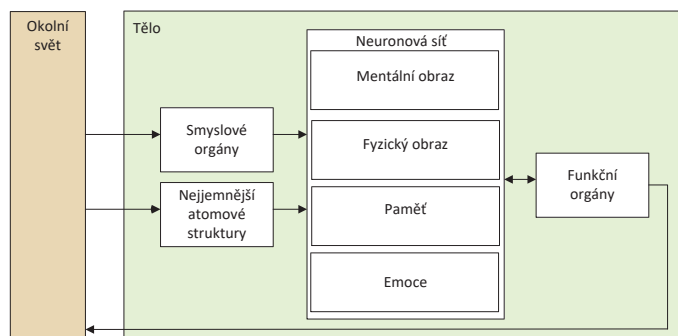 Okolní
svět
Tělo
Neuronová síť
Mentální obraz
Smyslové
orgány
Fyzický obraz
Nejjemnější
atomové
struktury
Paměť
Funkční
orgány
Emoce